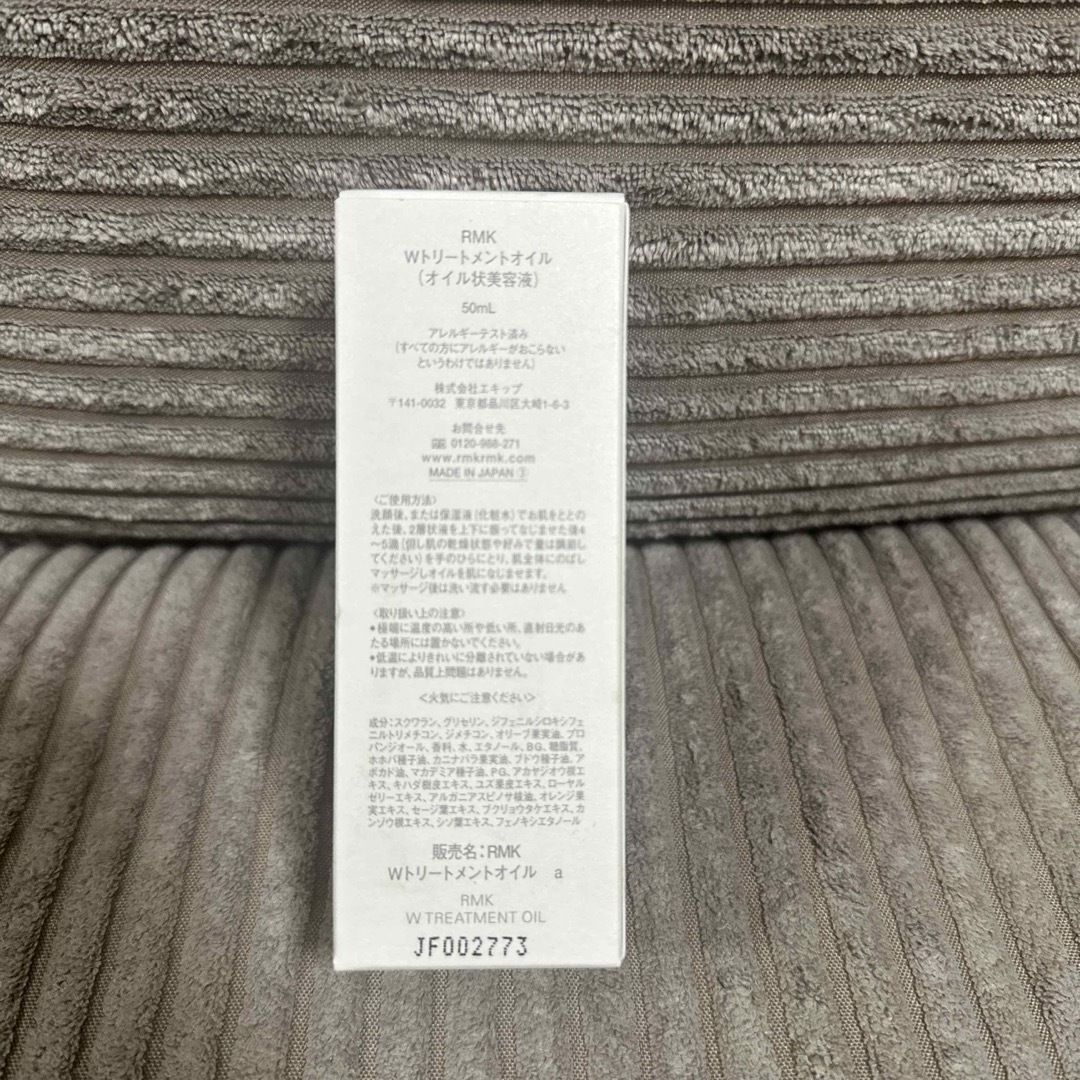 RMK
Wトリートメントオイル
(オイル状美容液)
50mL
アレルギーテスト済み
(すべての方にアレルギーがおこらない
というわけではありません)
株式会社エキップ
〒141-0032 東京都品川区大崎1-6-3
お問合せ先
0120-988-271
www.rmkrmk.com
MADE IN JAPAN ③
<ご使用方法>
洗顔後、または保湿液(化粧水)でお肌をととの
えた後、2層状液を上下に振ってなじませた後4
〜5滴(但し肌の乾燥状態や好みで量は調節し
てください)を手のひらにとり、肌全体にのばし
マッサージしオイルを肌になじませます。
※マッサージ後は洗い流す必要はありません
<取り扱い上の注意>
•極端に温度の高い所や低い所、直射日光のあ
たる場所には置かないでください。
•低温によりきれいに分離されていない場合があ
りますが、品質上問題はありません。
<火気にご注意ください>
成分:スクワラン、グリセリン、ジフェニルシロキシフェ
ニルトリメチコン、ジメチコン、オリーブ果実油、プロ
パンジオール、香料、水、エタノール、BG、糖脂質、
ホホバ種子油、カニナバラ果実油、ブドウ種子油、ア
ボカド油、マカデミア種子油、PG、アカヤジオウ根エ
キス、キハダ樹皮エキス、ユズ果皮エキス、ローヤル
ゼリーエキス、アルガニアスピノサ核油、オレンジ果
実エキス、セージ葉エキス、ブクリョウタケエキス、カ
ンゾウ根エキス、シソ葉エキス、フェノキシエタノール
販売名:RMK
Wトリートメントオイル a
RMK
W TREATMENT OIL
JF002773